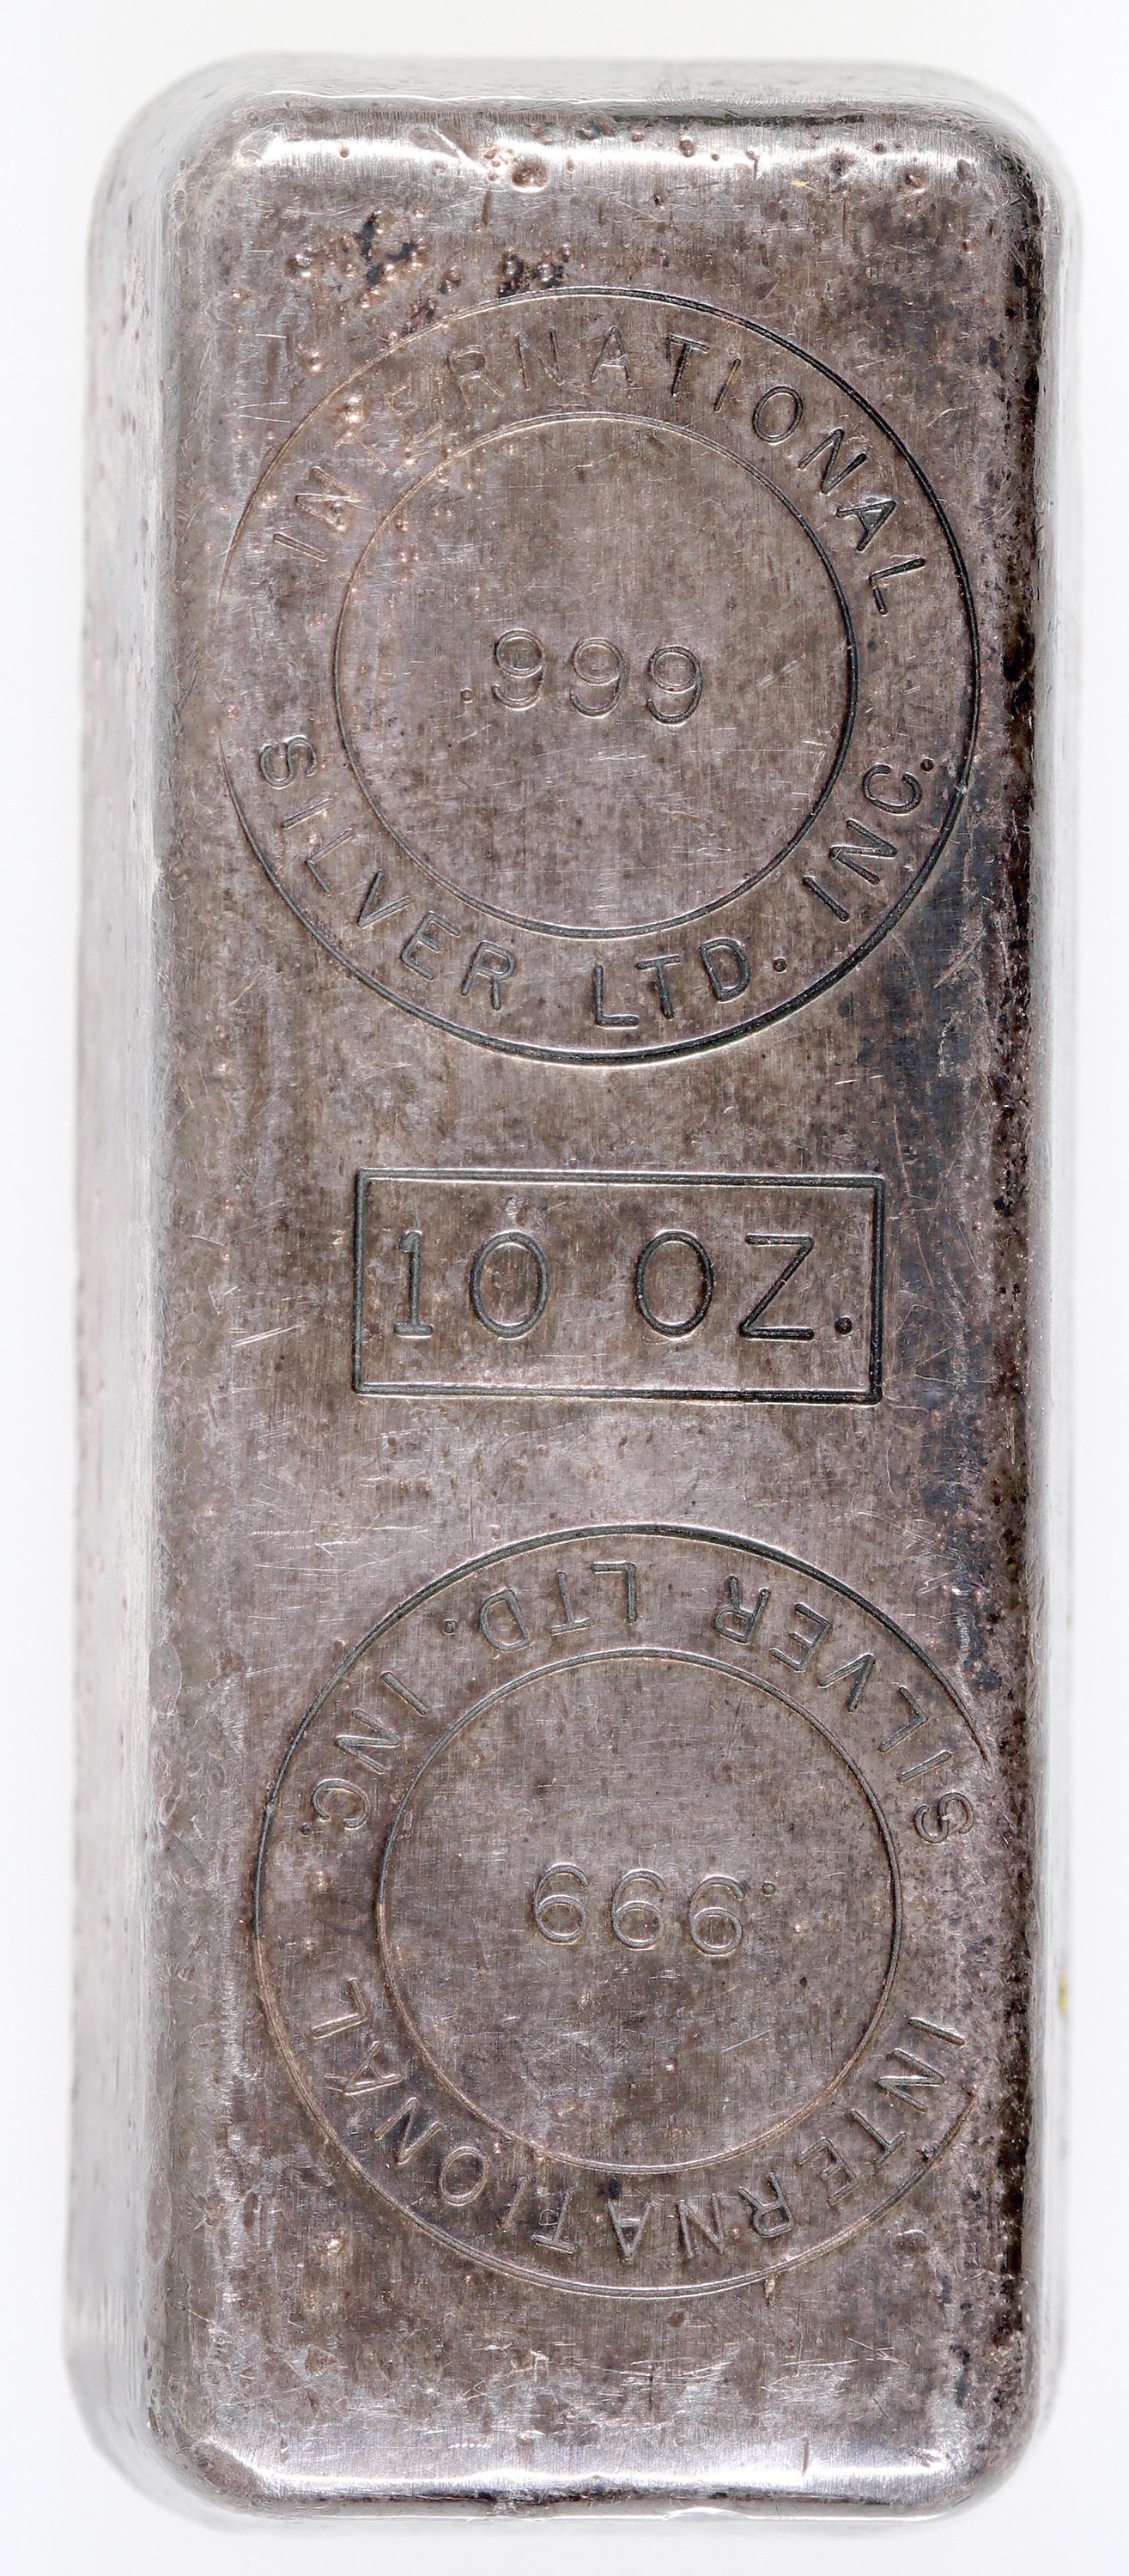 INTERNATIONAL
.999
SILVER LTD. INC.
10 OZ.
SILVER LTD. INC.
.999
INTERNATIONAL